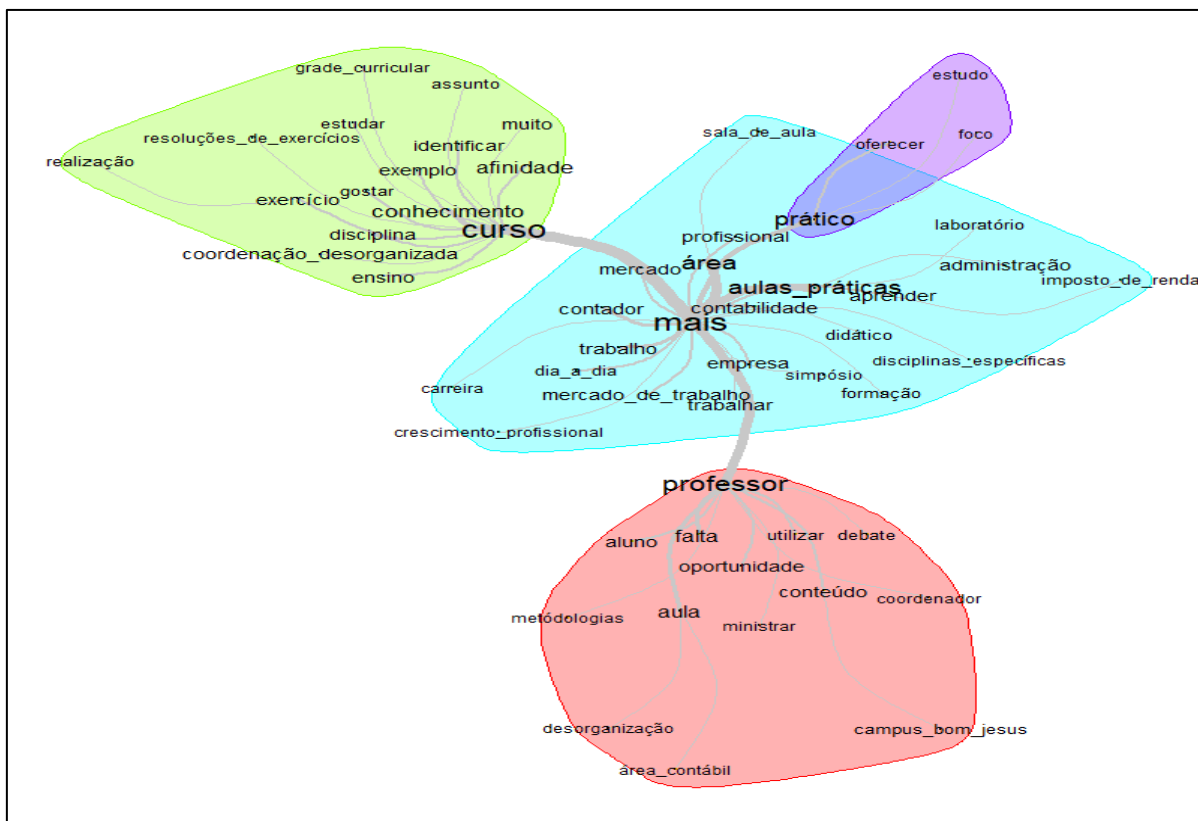 grade_curricular
assunto
estudar
muito
resoluções_de_exercícios
identificar
realização
exemplo
afinidade
exercício
gostar
conhecimento
curso
disciplina
coordenação_desorganizada
ensino
estudo
foco
oferecer
prático
sala_de_aula
profissional
laboratório
mercado
área
administração
aulas_práticas
imposto_de_renda
aprender
contador
contabilidade
mais
didático
trabalho
empresa
disciplinas_específicas
dia_a_dia
simpósio
carreira
mercado_de_trabalho
formação
trabalhar
crescimento_profissional
professor
aluno
falta
utilizar
debate
oportunidade
conteúdo
coordenador
metódologias
aula
ministrar
desorganização
campus_bom_jesus
área_contábil